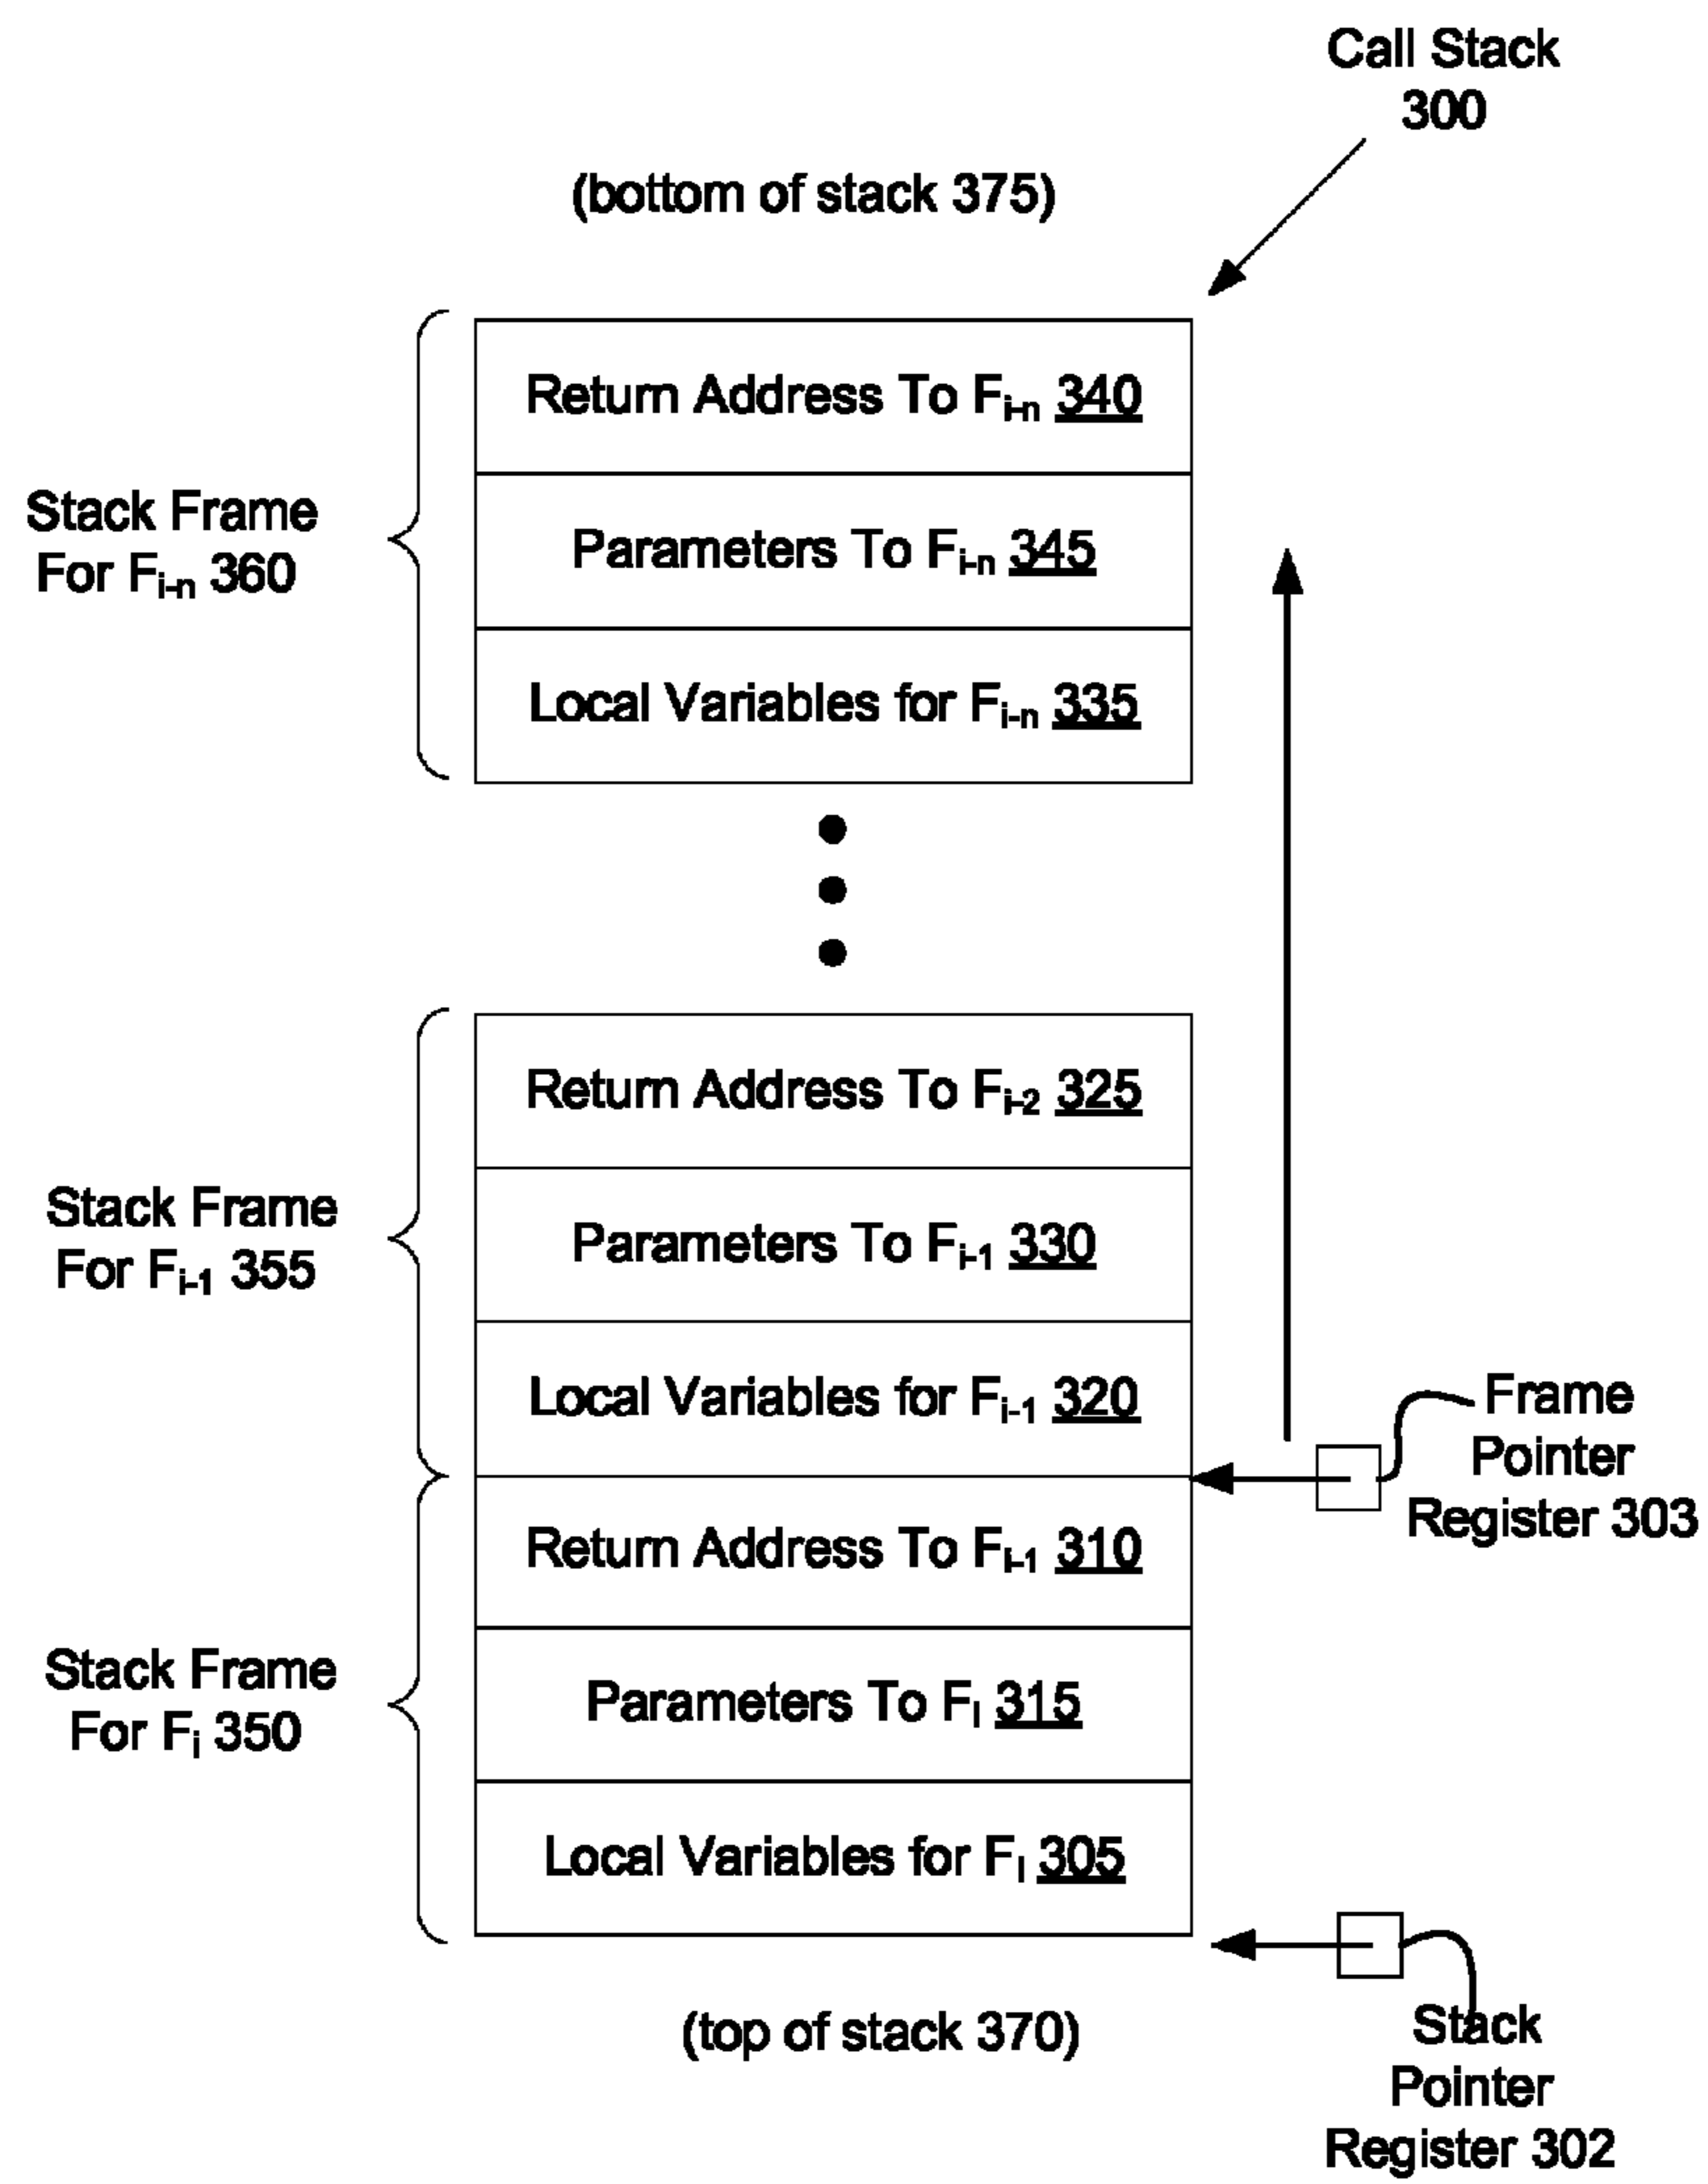 Call Stack
300
(bottom of stack 375)
Return Address To Fi-n 340
Stack Frame
For Fi-n 360
Parameters To Fi-n 345
Local Variables for Fi-n 335
Return Address To Fi-2 325
Stack Frame
For Fi-1 355
Parameters To Fi-1 330
Local Variables for Fi-1 320
Frame
Pointer
Register 303
Return Address To Fi-1 310
Stack Frame
For Fi 350
Parameters To FI 315
Local Variables for FI 305
(top of stack 370)
Stack
Pointer
Register 302